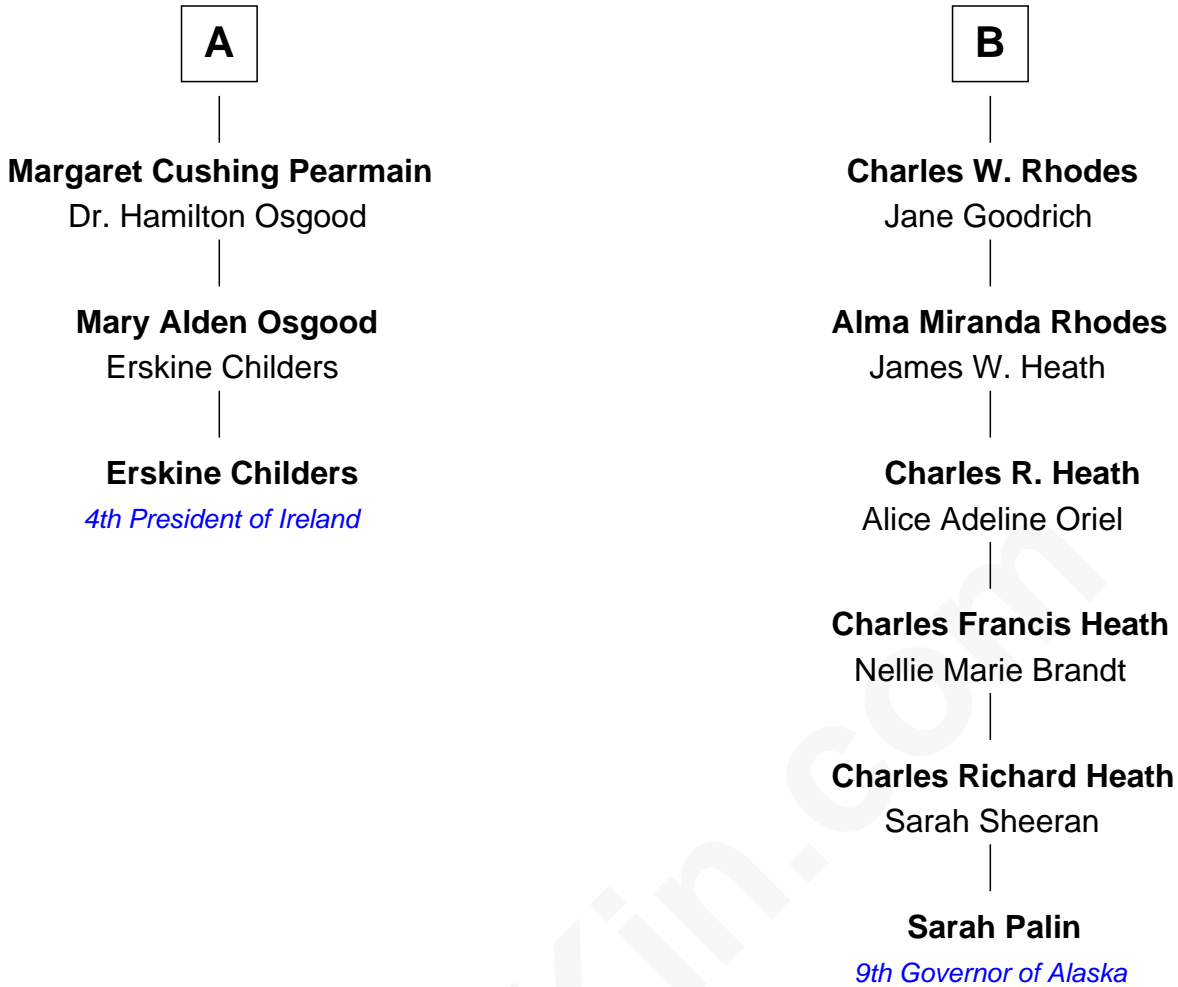 A
Margaret Cushing Pearmain
Dr. Hamilton Osgood
Mary Alden Osgood
Erskine Childers
Erskine Childers
4th President of Ireland
B
Charles W. Rhodes
Jane Goodrich
Alma Miranda Rhodes
James W. Heath
Charles R. Heath
Alice Adeline Oriel
Charles Francis Heath
Nellie Marie Brandt
Charles Richard Heath
Sarah Sheeran
Sarah Palin
9th Governor of Alaska
Kin.com